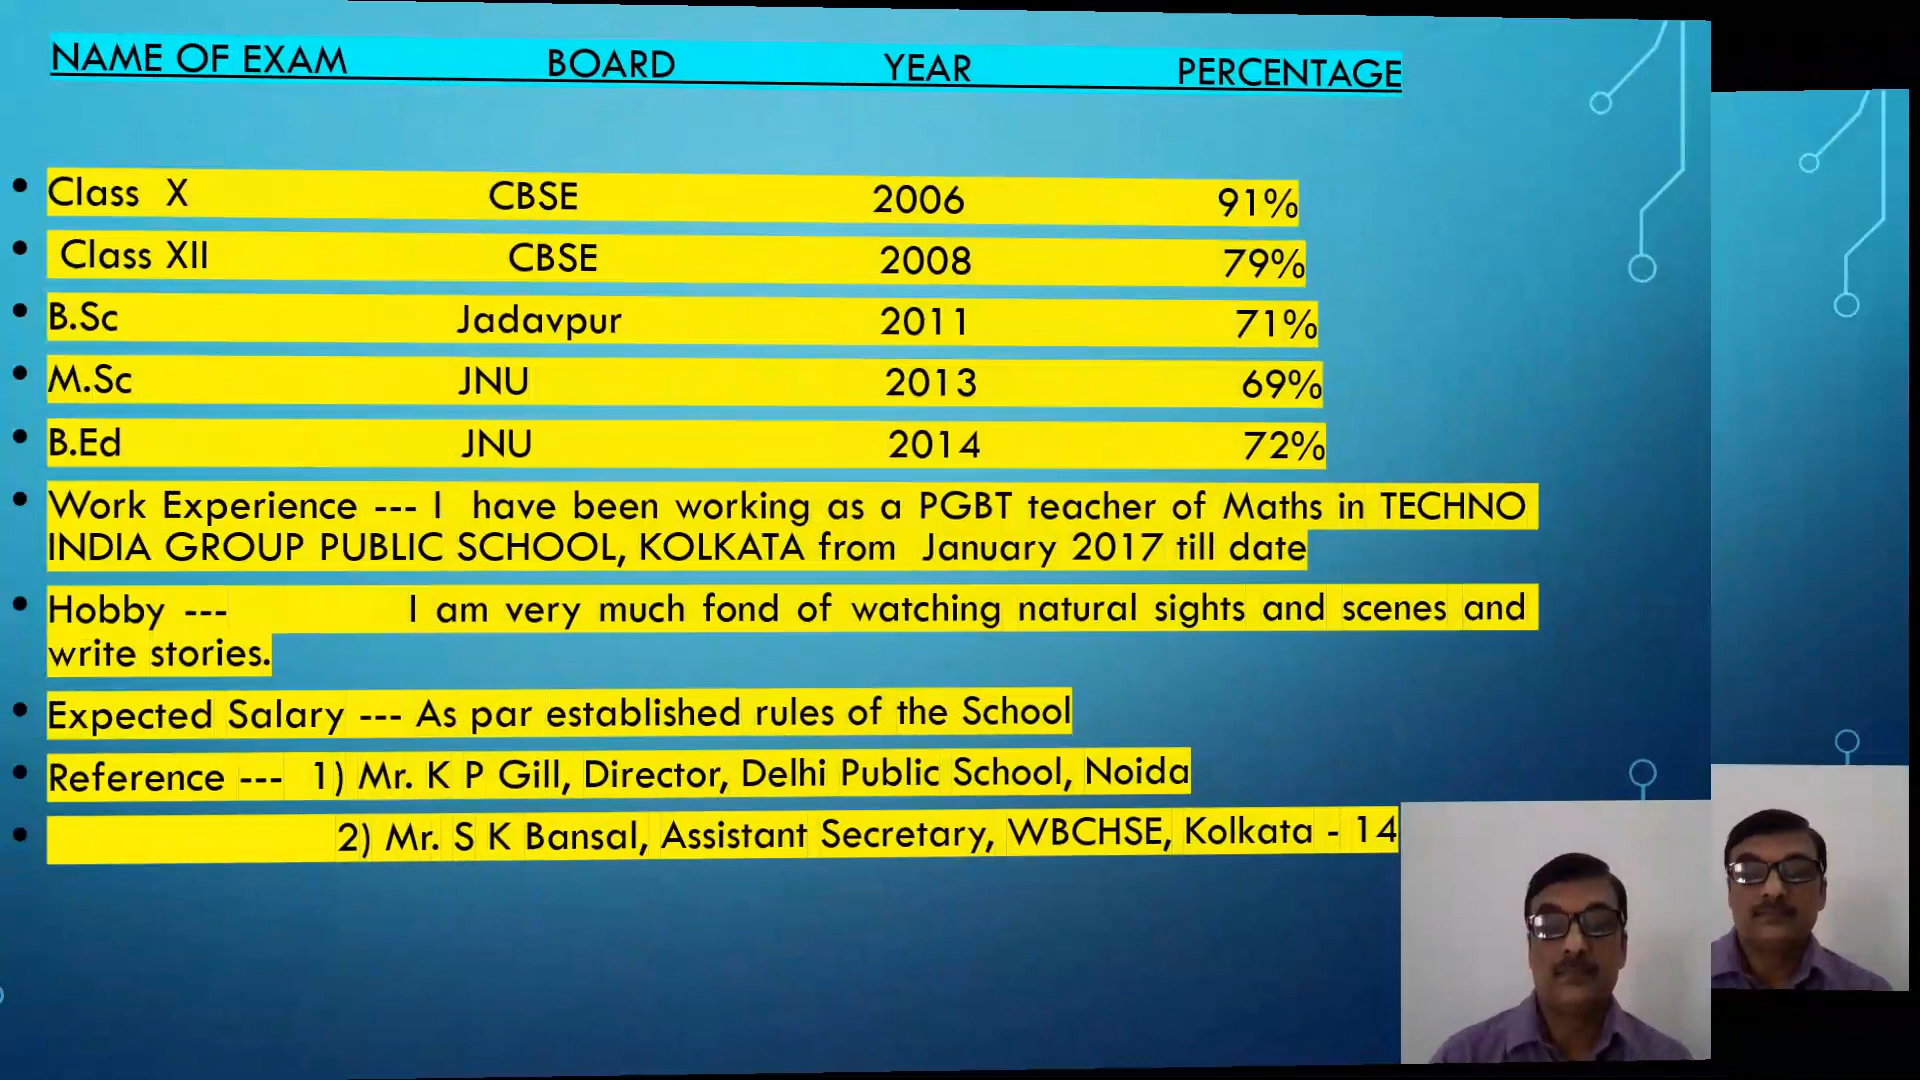 NAME OF EXAM BOARD YEAR PERCENTAGE
Class X CBSE 2006 91%
Class XII CBSE 2008 79%
B.Sc Jadavpur 2011 71%
M.Sc JNU 2013 69%
B.Ed JNU 2014 72%
Work Experience --- I have been working as a PGBT teacher of Maths in TECHNO
INDIA GROUP PUBLIC SCHOOL, KOLKATA from January 2017 till date
Hobby --- I am very much fond of watching natural sights and scenes and
write stories.
Expected Salary --- As par established rules of the School
Reference --- 1) Mr. K P Gill, Director, Delhi Public School, Noida
2) Mr. S K Bansal, Assistant Secretary, WBCHSE, Kolkata - 14